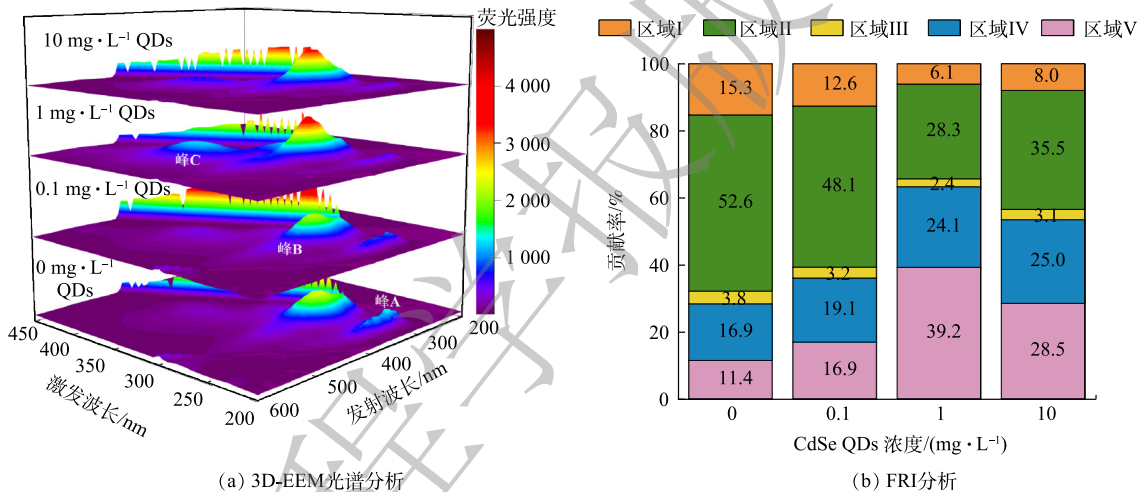 荧光强度
10 mg·L⁻¹ QDs
1 mg·L⁻¹ QDs
峰C
0.1 mg·L⁻¹ QDs
峰B
0 mg·L⁻¹
QDs
峰A
4 000
3 000
2 000
1 000
450
400
350
300
250
200
激发波长/nm
600
500
400
300
200
发射波长/nm
(a) 3D-EEM光谱分析
区域I 区域II 区域III 区域IV 区域V
贡献率/%
100
80
60
40
20
0
15.3 12.6 6.1 8.0
52.6 48.1 28.3 35.5
3.8 3.2 2.4 3.1
16.9 19.1 24.1 25.0
11.4 16.9 39.2 28.5
0 0.1 1 10
CdSe QDs 浓度/(mg·L⁻¹)
(b) FRI分析
程学报